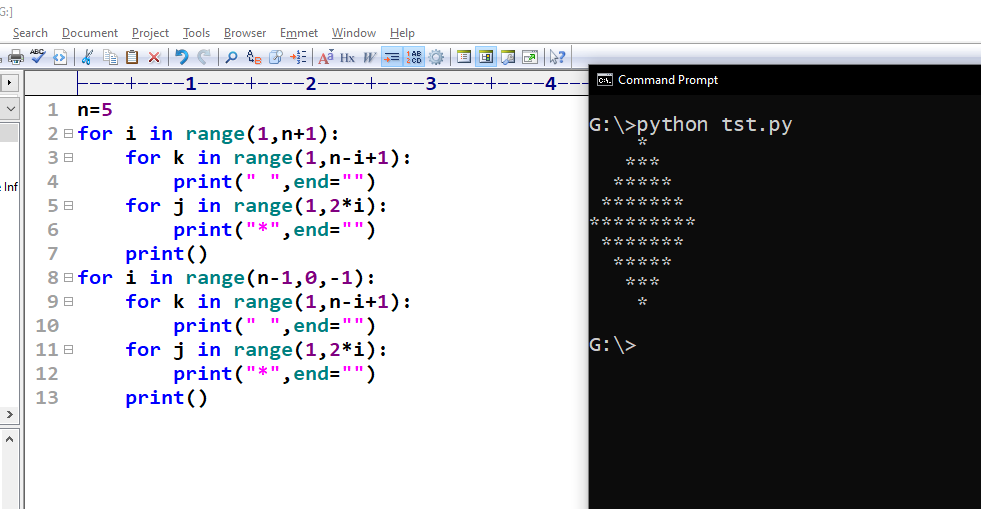 G:]
Search Document Project Tools Browser Emmet Window Help
----+----1----+----2----+----3----+----4---
1 n=5
2 for i in range(1,n+1):
3     for k in range(1,n-i+1):
4         print(" ",end="")
5     for j in range(1,2*i):
6         print("*",end="")
7     print()
8 for i in range(n-1,0,-1):
9     for k in range(1,n-i+1):
10         print(" ",end="")
11     for j in range(1,2*i):
12         print("*",end="")
13     print()
Inf
Command Prompt
G:\>python tst.py
    *
   ***
  *****
 *******
*********
 *******
  *****
   ***
    *
G:\>